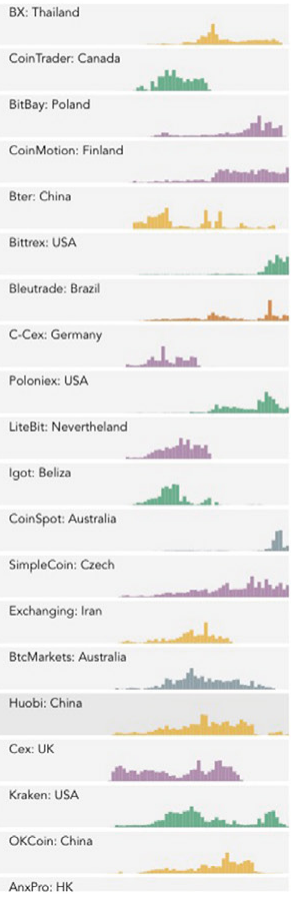 BX: Thailand
CoinTrader: Canada
BitBay: Poland
CoinMotion: Finland
Bter: China
Bittrex: USA
Bleutrade: Brazil
C-Cex: Germany
Poloniex: USA
LiteBit: Nevertheland
Igot: Beliza
CoinSpot: Australia
SimpleCoin: Czech
Exchanging: Iran
BtcMarkets: Australia
Huobi: China
Cex: UK
Kraken: USA
OKCoin: China
AnxPro: HK